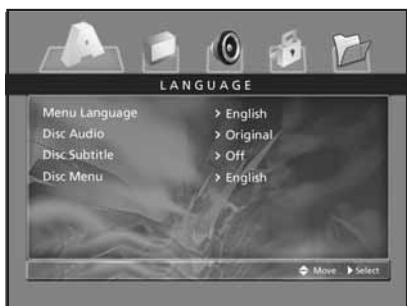 LANGUAGE
Menu Language > English
Disc Audio > Original
Disc Subtitle > Off
Disc Menu > English
Move Select